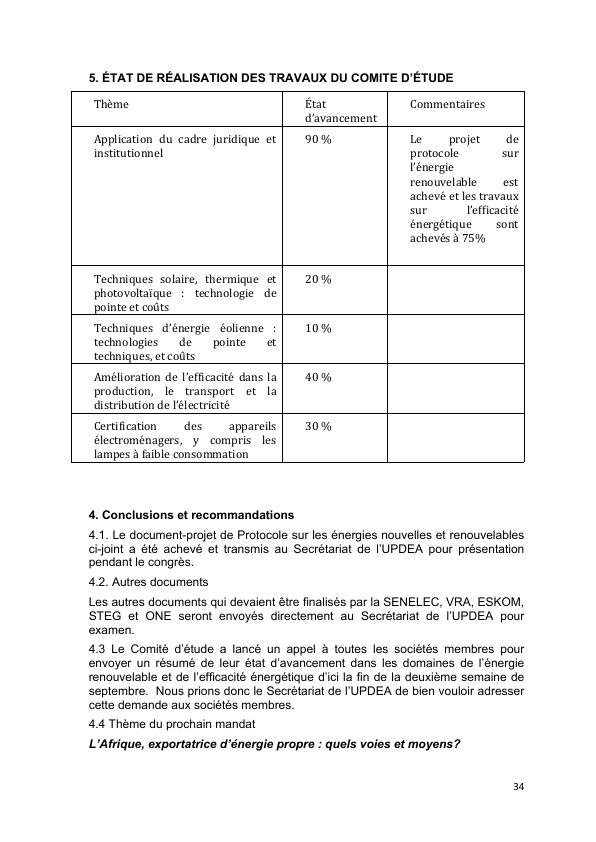 5. ÉTAT DE RÉALISATION DES TRAVAUX DU COMITE D’ÉTUDE
Thème
État
d’avancement
Commentaires
Application du cadre juridique et
institutionnel
90 %
Le projet de
protocole sur
l’énergie
renouvelable est
achevé et les travaux
sur l’efficacité
énergétique sont
achevés à 75%
Techniques solaire, thermique et
photovoltaïque : technologie de
pointe et coûts
20 %
Techniques d’énergie éolienne :
technologies de pointe et
techniques, et coûts
10 %
Amélioration de l’efficacité dans la
production, le transport et la
distribution de l’électricité
40 %
Certification des appareils
électroménagers, y compris les
lampes à faible consommation
30 %
4. Conclusions et recommandations
4.1. Le document-projet de Protocole sur les énergies nouvelles et renouvelables
ci-joint a été achevé et transmis au Secrétariat de l’UPDEA pour présentation
pendant le congrès.
4.2. Autres documents
Les autres documents qui devaient être finalisés par la SENELEC, VRA, ESKOM,
STEG et ONE seront envoyés directement au Secrétariat de l’UPDEA pour
examen.
4.3 Le Comité d’étude a lancé un appel à toutes les sociétés membres pour
envoyer un résumé de leur état d’avancement dans les domaines de l’énergie
renouvelable et de l’efficacité énergétique d’ici la fin de la deuxième semaine de
septembre. Nous prions donc le Secrétariat de l’UPDEA de bien vouloir adresser
cette demande aux sociétés membres.
4.4 Thème du prochain mandat
L’Afrique, exportatrice d’énergie propre : quels voies et moyens?
34